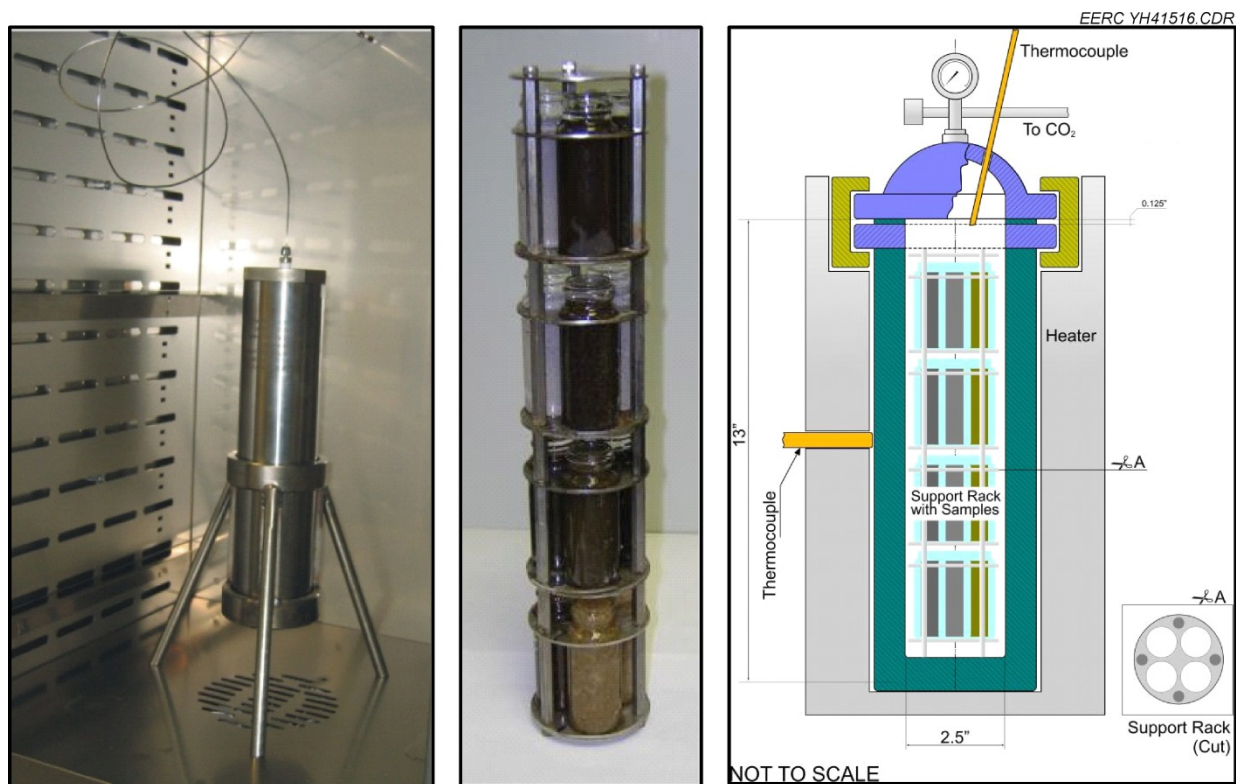 EERC YH41516.CDR
Thermocouple
To CO₂
0.125"
Heater
13"
A
Support Rack
with Samples
Thermocouple
A
2.5"
Support Rack
(Cut)
NOT TO SCALE